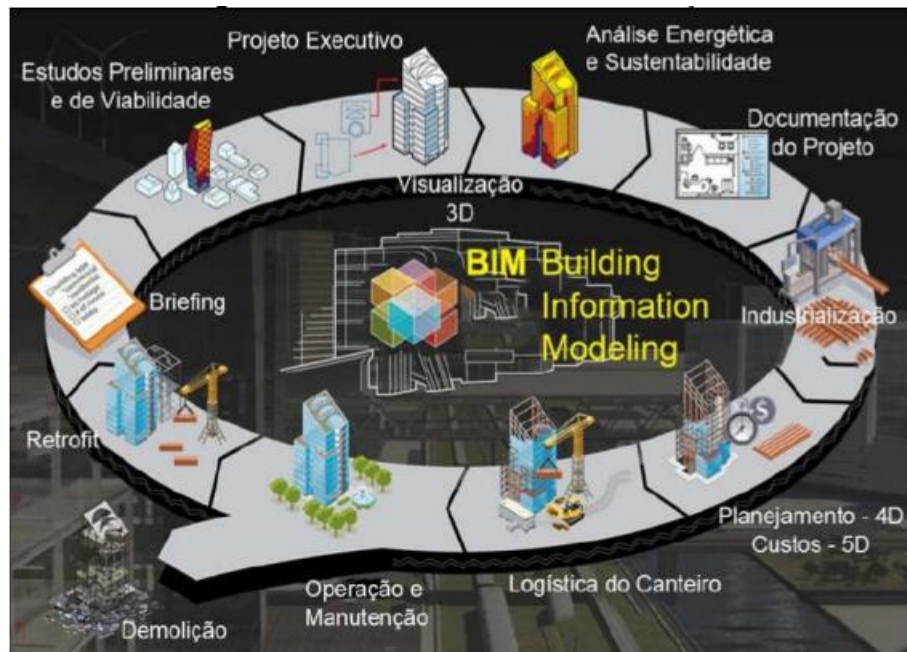 Projeto Executivo
Análise Energética
e Sustentabilidade
Estudos Preliminares
e de Viabilidade
Documentação
do Projeto
Visualização
3D
BIM Building
Information
Modeling
Briefing
Industrialização
Retrofit
Planejamento - 4D
Custos - 5D
Logística do Canteiro
Operação e
Manutenção
Demolição